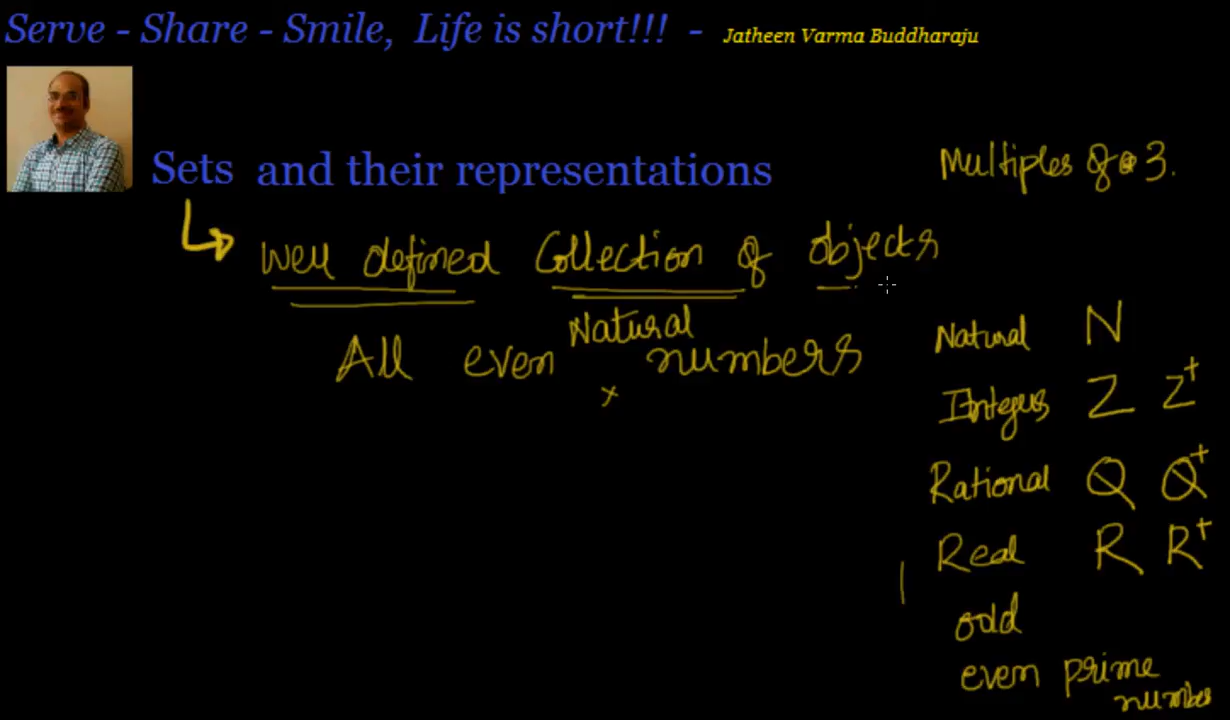 Serve - Share - Smile, Life is short!!! - Jatheen Varma Buddharaju
Sets and their representations
Multiples of 3.
Well defined Collection of objects
Natural
All even numbers
x
Natural N
Integers Z Z+
Rational Q Q+
Real R R+
odd
even prime
number